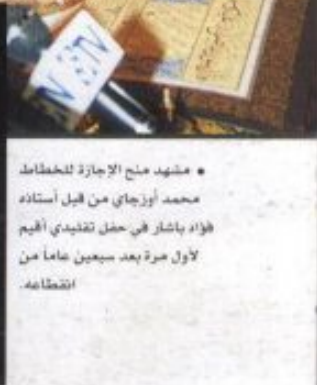 NTV
• مشهد منح الإجازة للخطاط
محمد أوزجاي من قبل أستاذه
فؤاد باشار في حفل تقليدي أقيم
لأول مرة بعد سبعين عاماً من
انقطاعه.